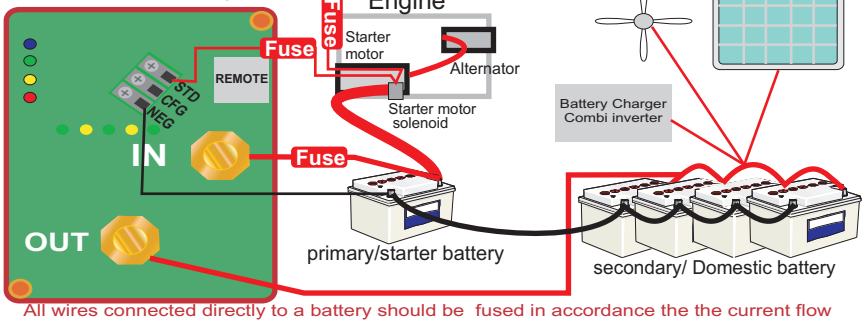 Engine
Fuse
Starter
motor
Fuse
Alternator
REMOTE
STD
CFG
NEG
Starter motor
solenoid
Battery Charger
Combi inverter
IN
Fuse
OUT
primary/starter battery
secondary/ Domestic battery
All wires connected directly to a battery should be fused in accordance the the current flow